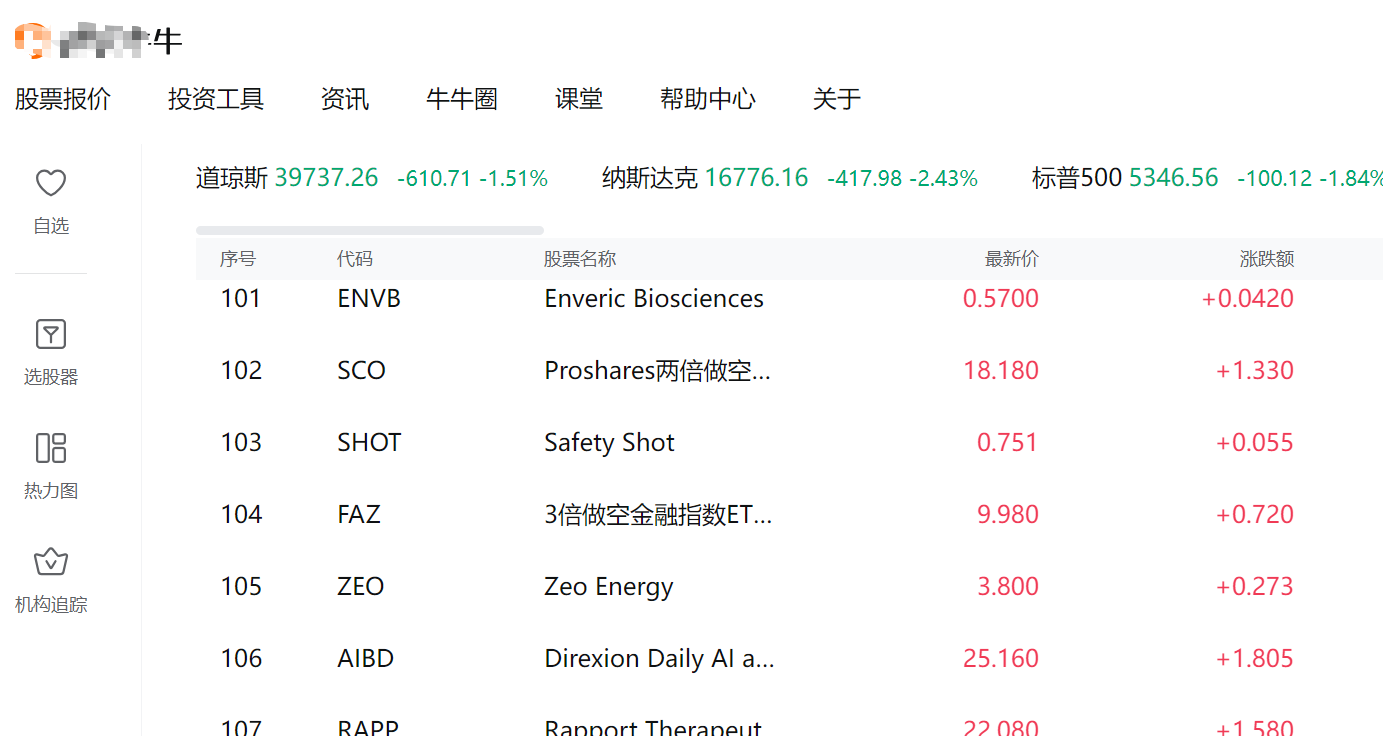 牛
股票报价 投资工具 资讯 牛牛圈 课堂 帮助中心 关于
自选
选股器
热力图
机构追踪
道琼斯 39737.26 -610.71 -1.51% 纳斯达克 16776.16 -417.98 -2.43% 标普500 5346.56 -100.12 -1.84%
序号 代码 股票名称 最新价 涨跌额
101 ENVB Enveric Biosciences 0.5700 +0.0420
102 SCO Proshares两倍做空... 18.180 +1.330
103 SHOT Safety Shot 0.751 +0.055
104 FAZ 3倍做空金融指数ET... 9.980 +0.720
105 ZEO Zeo Energy 3.800 +0.273
106 AIBD Direxion Daily AI a... 25.160 +1.805
107 RAPP Rapport Therapeut 22.080 +1.580